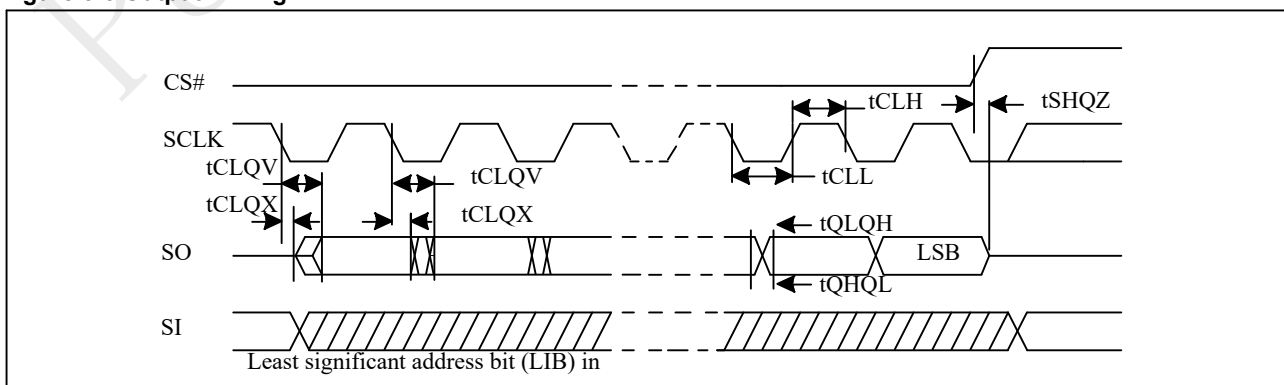 CS#
tCLH
tSHQZ
SCLK
tCLQV
tCLQV
tCLL
tCLQX
tCLQX
tQLQH
SO
LSB
tQHQL
SI
Least significant address bit (LIB) in